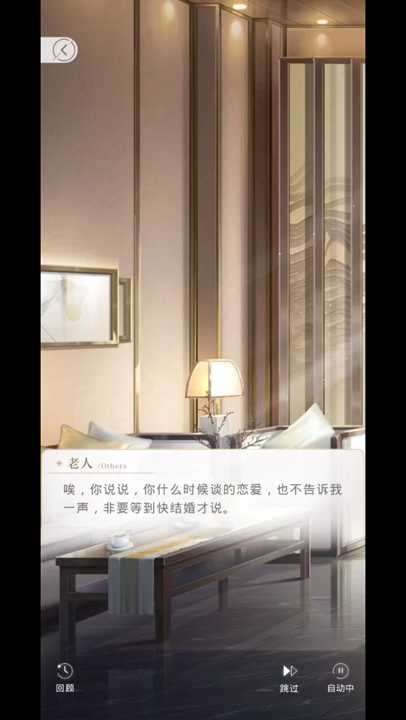 老人 /Others
唉，你说说，你什么时候谈的恋爱，也不告诉我
一声，非要等到快结婚才说。
回顾
跳过
自动中